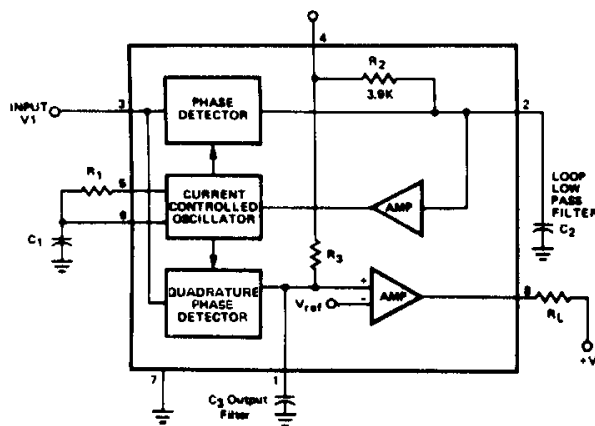 4
R2
3.9K
INPUT
V1
3
PHASE
DETECTOR
2
R1
5
6
CURRENT
CONTROLLED
OSCILLATOR
AMP
LOOP
LOW
PASS
FILTER
C2
C1
R3
QUADRATURE
PHASE
DETECTOR
+
Vref
-
AMP
8
RL
+V
7
1
C3 Output
Filter